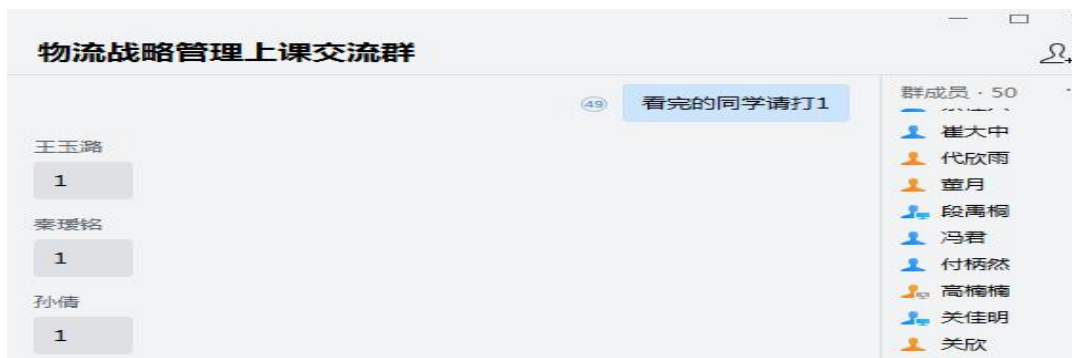 物流战略管理上课交流群
49
看完的同学请打1
王玉潞
1
秦瑷铭
1
孙倩
1
群成员·50
崔大中
代欣雨
董月
段禹桐
冯君
付柄然
高楠楠
关佳明
关欣